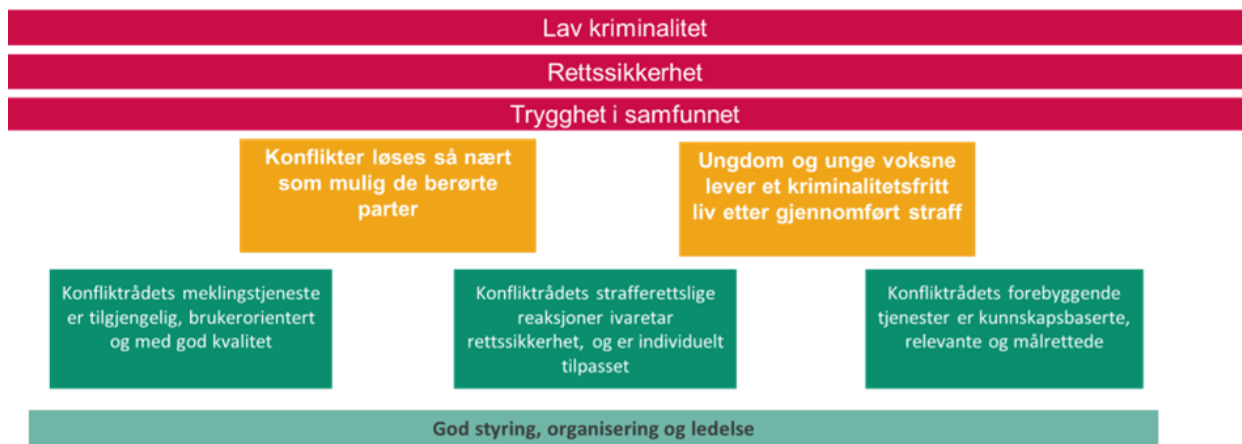 Lav kriminalitet
Rettssikkerhet
Trygghet i samfunnet
Konflikter løses så nært
som mulig de berørte
parter
Ungdom og unge voksne
lever et kriminalitetsfritt
liv etter gjennomført straff
Konfliktrådets meklingstjeneste
er tilgjengelig, brukerorientert
og med god kvalitet
Konfliktrådets strafferettslige
reaksjoner ivaretar
rettssikkerhet, og er individuelt
tilpasset
Konfliktrådets forebyggende
tjenester er kunnskapsbaserte,
relevante og målrettede
God styring, organisering og ledelse